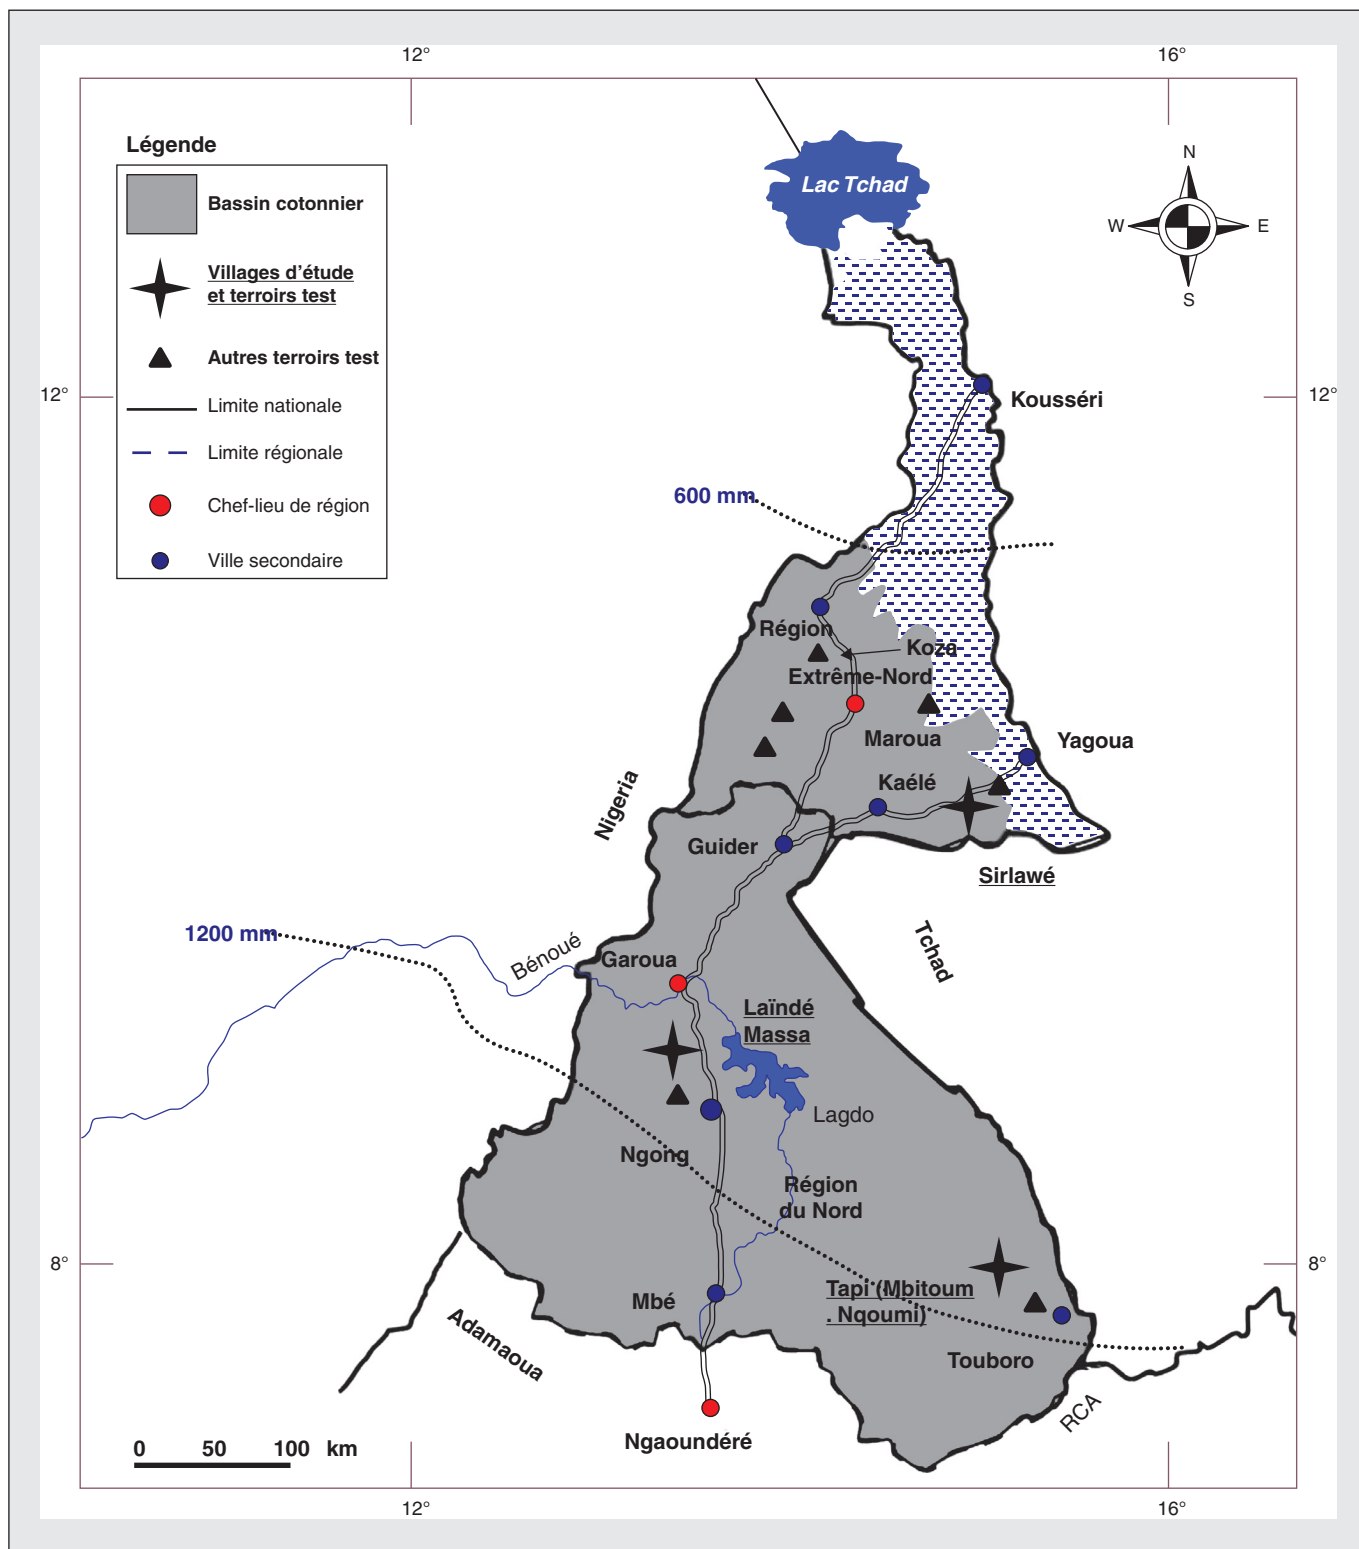 12°
16°
Légende
Bassin cotonnier
Villages d'étude
et terroirs test
Autres terroirs test
Limite nationale
Limite régionale
Chef-lieu de région
Ville secondaire
Lac Tchad
N
W
E
S
12°
12°
Kousséri
600 mm
Région
Koza
Extrême-Nord
Maroua
Yagoua
Kaélé
Nigeria
Guider
Sirlawé
1200 mm
Bénoué
Garoua
Tchad
Laïndé
Massa
Lagdo
Ngong
Région
du Nord
8°
8°
Tapi (Mbitoum
. Nqoumi)
Mbé
Adamaoua
Touboro
RCA
Ngaoundéré
0 50 100 km
12°
16°